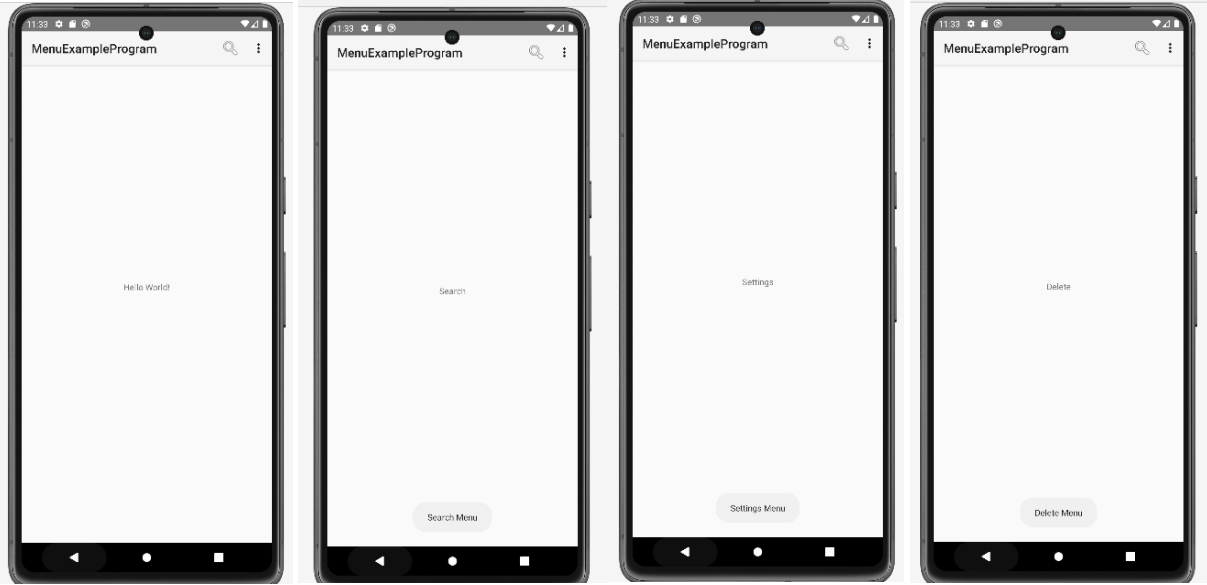 11:33
MenuExampleProgram
Hello World!
11:33
MenuExampleProgram
Search
Search Menu
11:33
MenuExampleProgram
Settings
Settings Menu
11:33
MenuExampleProgram
Delete
Delete Menu